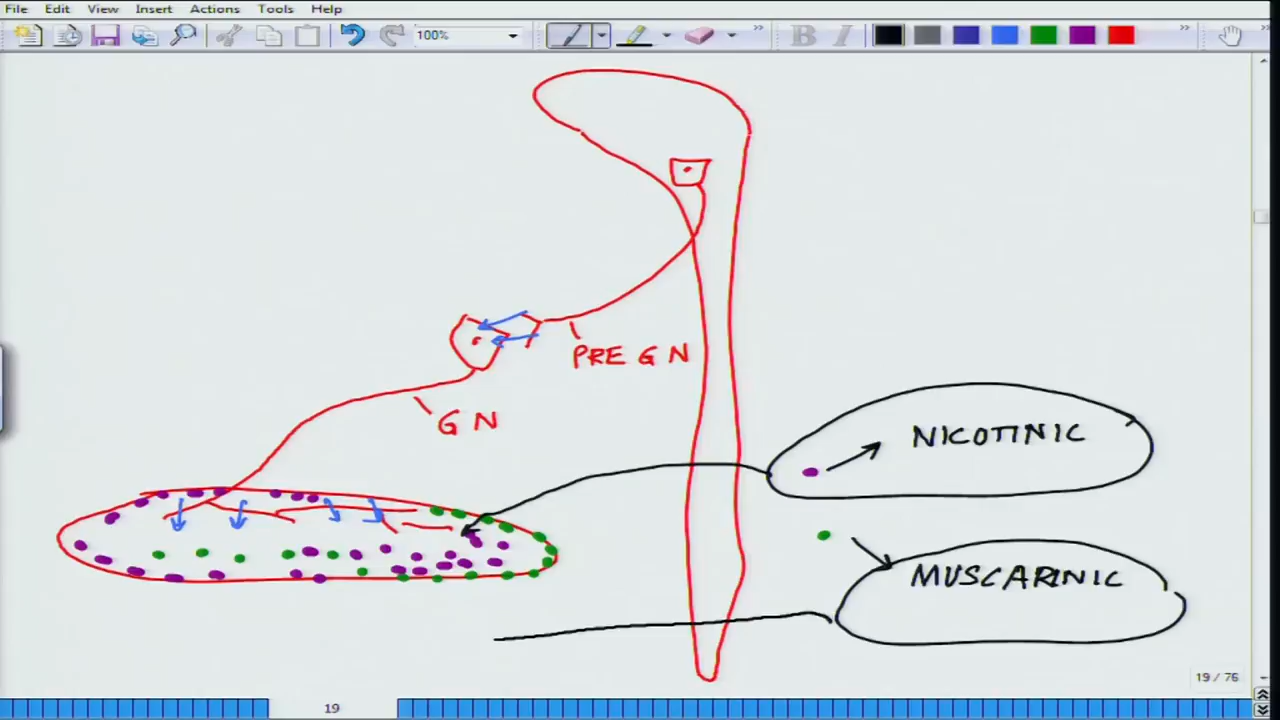 File Edit View Insert Actions Tools Help
100%
B I
PRE G N
G N
NICOTINIC
MUSCARINIC
19 / 76
19